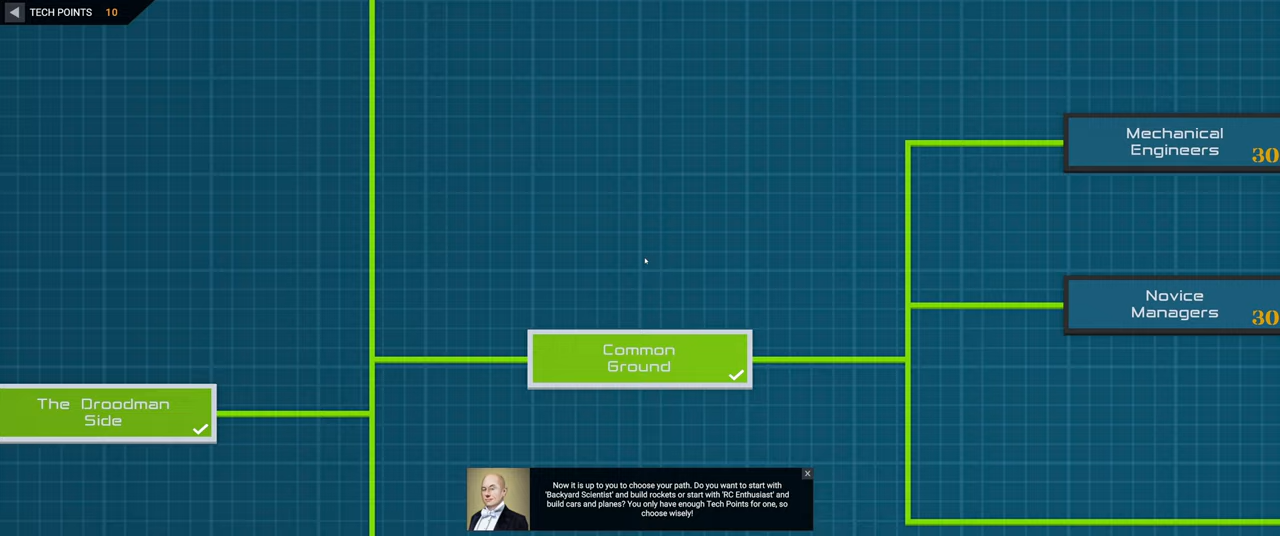 TECH POINTS 10
Mechanical
Engineers
30
Novice
Managers
30
Common
Ground
The Droodman
Side
Now it is up to you to choose your path. Do you want to start with
'Backyard Scientist' and build rockets or start with 'RC Enthusiast' and
build cars and planes? You only have enough Tech Points for one, so
choose wisely!
X